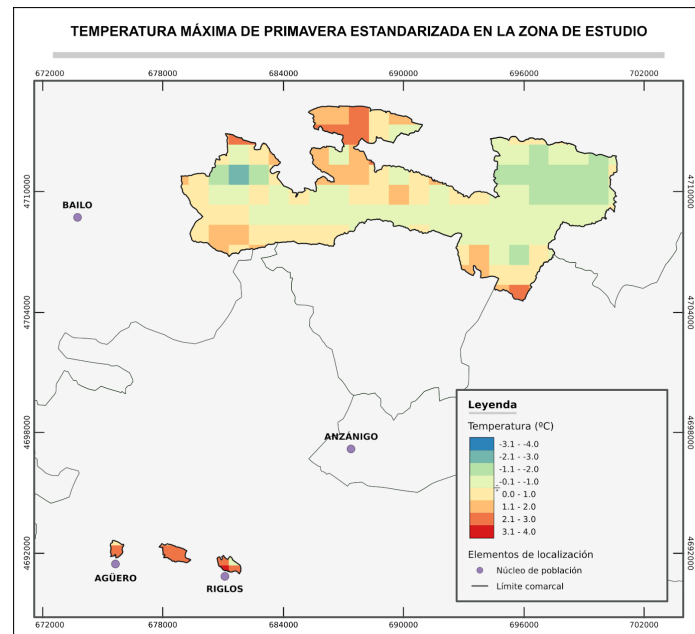 TEMPERATURA MÁXIMA DE PRIMAVERA ESTANDARIZADA EN LA ZONA DE ESTUDIO
672000 678000 684000 690000 696000 702000
4710000 4710000
BAILO
4704000 4704000
Leyenda
Temperatura (ºC)
-3.1 - -4.0
-2.1 - -3.0
-1.1 - -2.0
-0.1 - -1.0
0.0 - 1.0
1.1 - 2.0
2.1 - 3.0
3.1 - 4.0
4698000 4698000
ANZÁNIGO
Elementos de localización
Núcleo de población
Límite comarcal
4692000 4692000
AGÜERO
RIGLOS
672000 678000 684000 690000 696000 702000